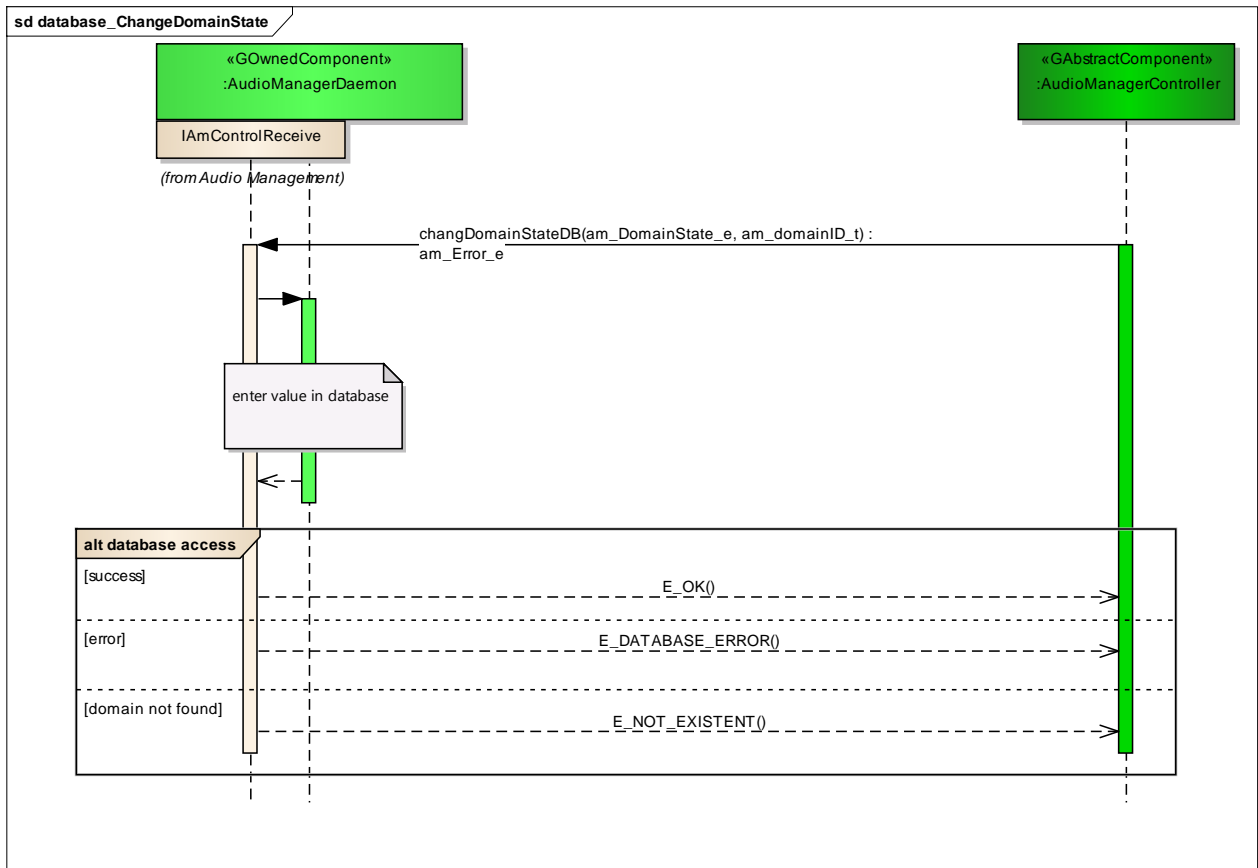 sd database_ChangeDomainState
«GOwnedComponent»
:AudioManagerDaemon
«GAbstractComponent»
:AudioManagerController
IAmControlReceive
(from Audio Management)
changDomainStateDB(am_DomainState_e, am_domainID_t) :
am_Error_e
enter value in database
alt database access
[success]
E_OK()
[error]
E_DATABASE_ERROR()
[domain not found]
E_NOT_EXISTENT()